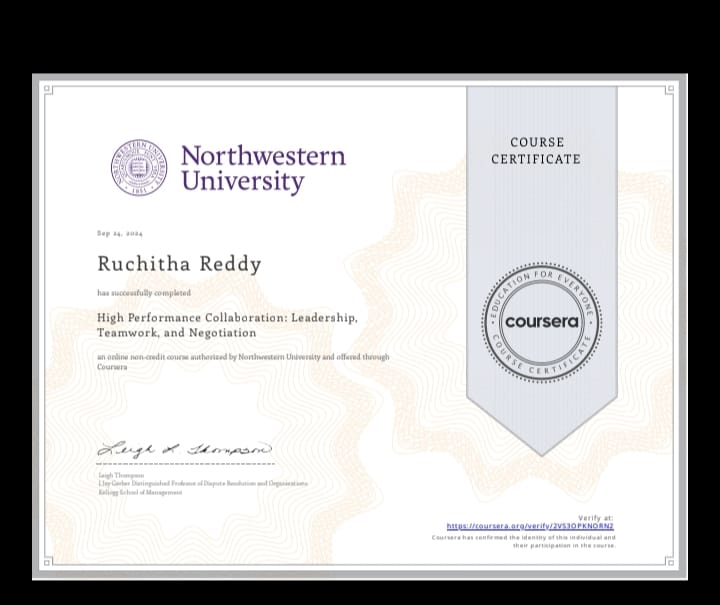 Northwestern
University
COURSE
CERTIFICATE
Sep 24, 2024
Ruchitha Reddy
has successfully completed
High Performance Collaboration: Leadership,
Teamwork, and Negotiation
an online non-credit course authorized by Northwestern University and offered through
Coursera
EDUCATION FOR EVERYONE
coursera
COURSE CERTIFICATE
Leigh L. Thompson
Leigh Thompson
J. Jay Gerber Distinguished Professor of Dispute Resolution and Organizations
Kellogg School of Management
Verify at:
https://coursera.org/verify/2VS3OPKNORN2
Coursera has confirmed the identity of this individual and
their participation in the course.